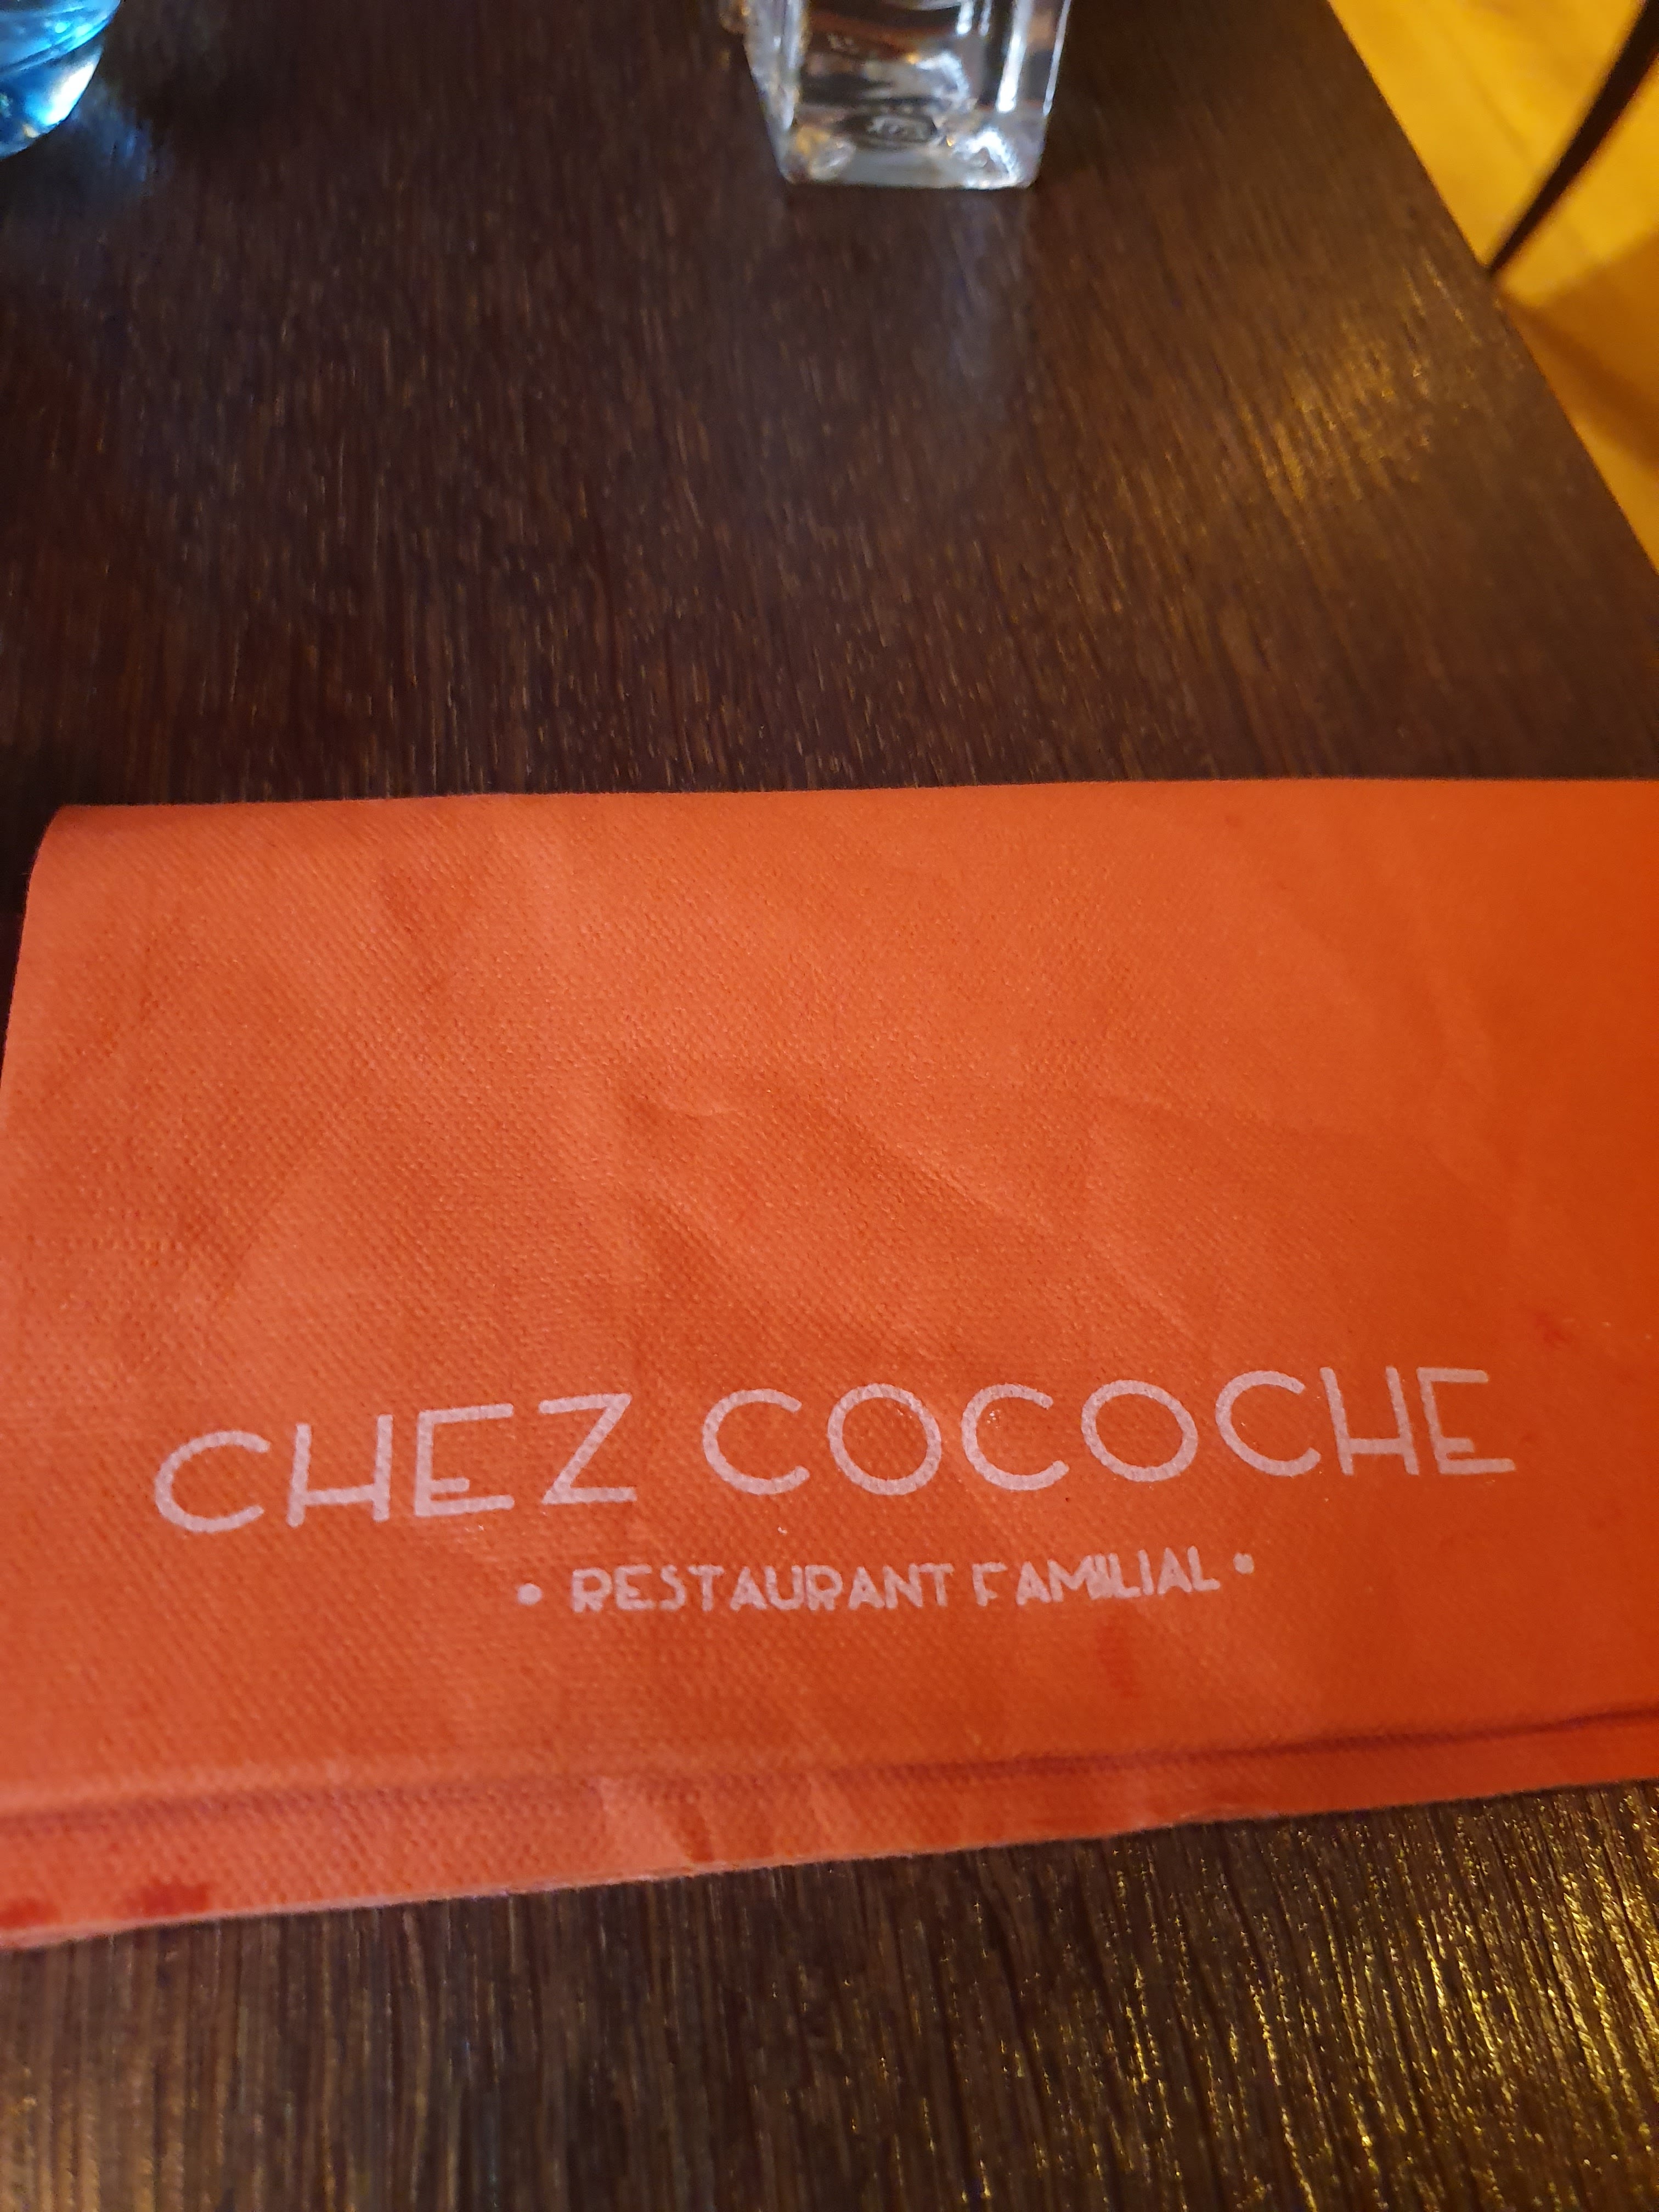 CHEZ COCOCHE
• RESTAURANT FAMILIAL •